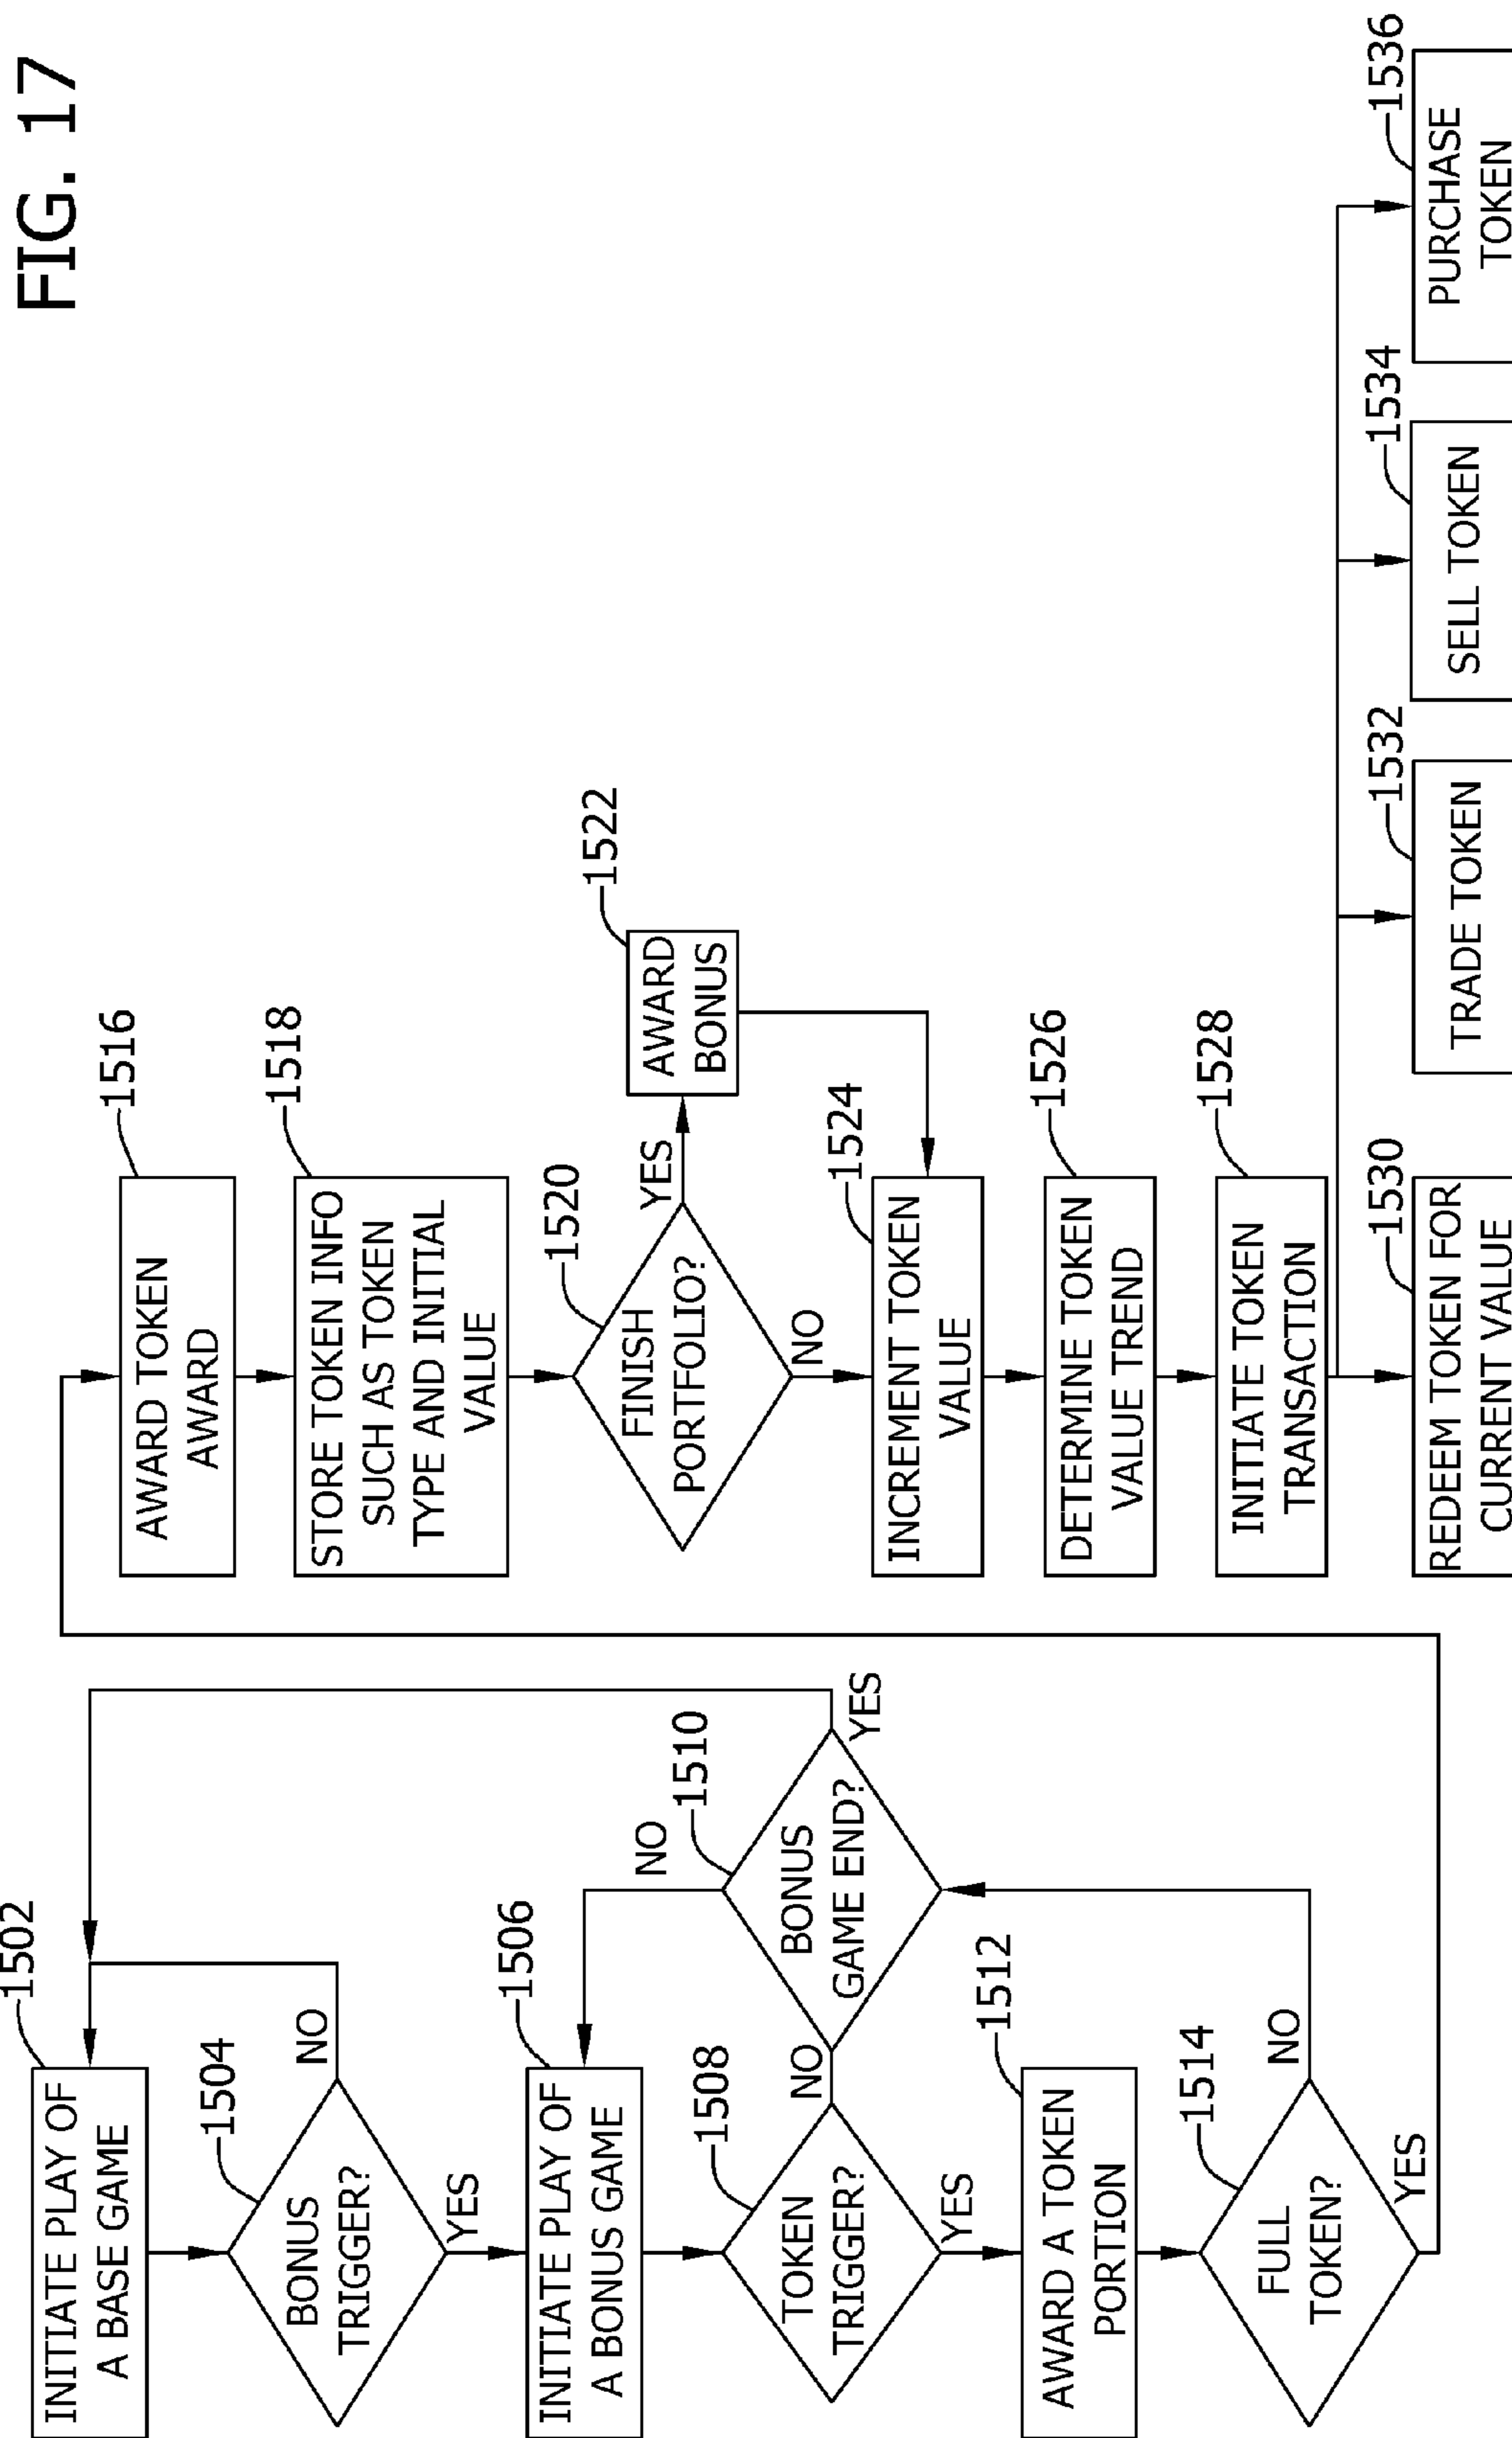 FIG. 17
1502
INITIATE PLAY OF
A BASE GAME
1504
BONUS
TRIGGER?
NO
YES
1506
INITIATE PLAY OF
A BONUS GAME
1508
TOKEN
TRIGGER?
NO
YES
1510
BONUS
GAME END?
NO
YES
1512
AWARD A TOKEN
PORTION
1514
FULL
TOKEN?
NO
YES
1516
AWARD TOKEN
AWARD
1518
STORE TOKEN INFO
SUCH AS TOKEN
TYPE AND INITIAL
VALUE
1520
FINISH
PORTFOLIO?
YES
NO
1522
AWARD
BONUS
1524
INCREMENT TOKEN
VALUE
1526
DETERMINE TOKEN
VALUE TREND
1528
INITIATE TOKEN
TRANSACTION
1530
REDEEM TOKEN FOR
CURRENT VALUE
1532
TRADE TOKEN
1534
SELL TOKEN
1536
PURCHASE
TOKEN